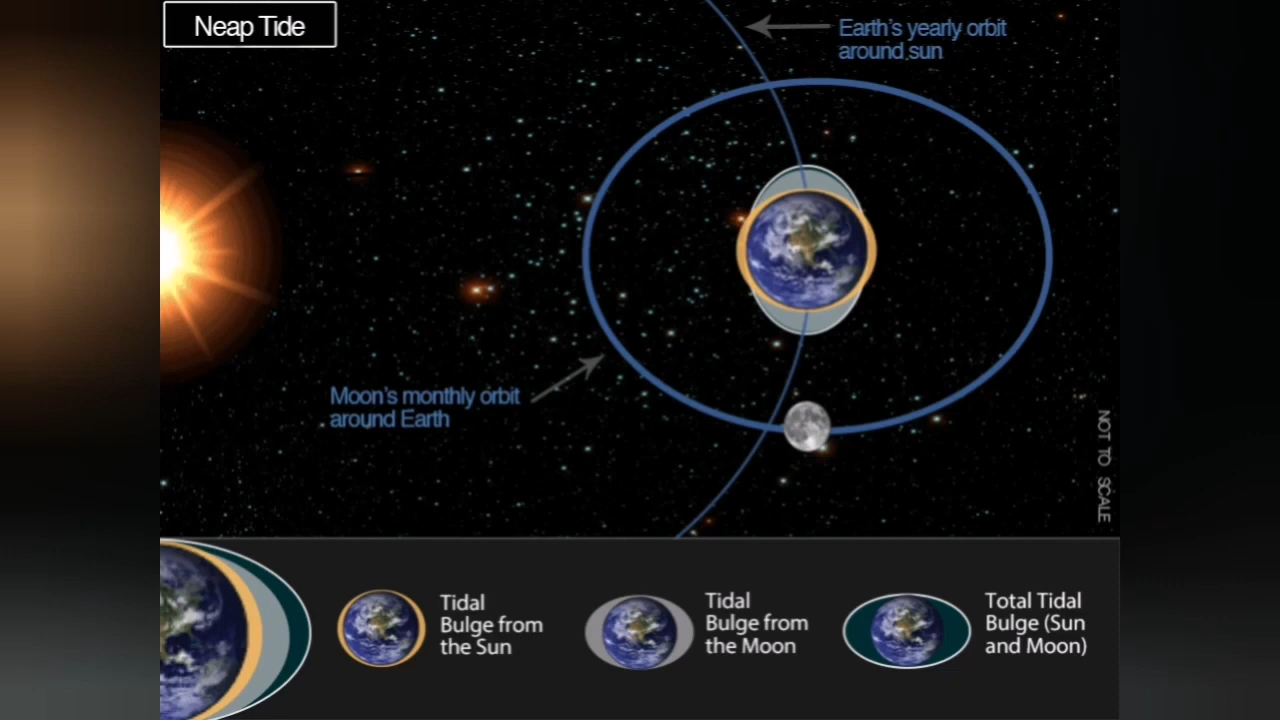 Neap Tide
Earth's yearly orbit
around sun
Moon's monthly orbit
around Earth
NOT TO SCALE
Tidal
Bulge from
the Sun
Tidal
Bulge from
the Moon
Total Tidal
Bulge (Sun
and Moon)